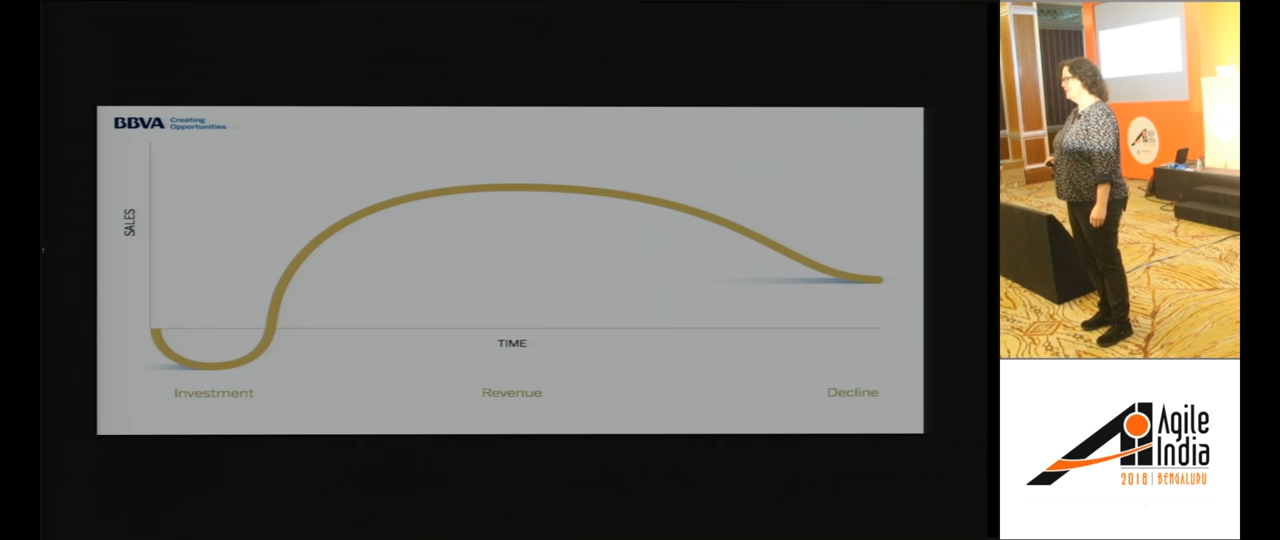 BBVA Creating
Opportunities
SALES
TIME
Investment Revenue Decline
Agile
India
2018 | BENGALURU